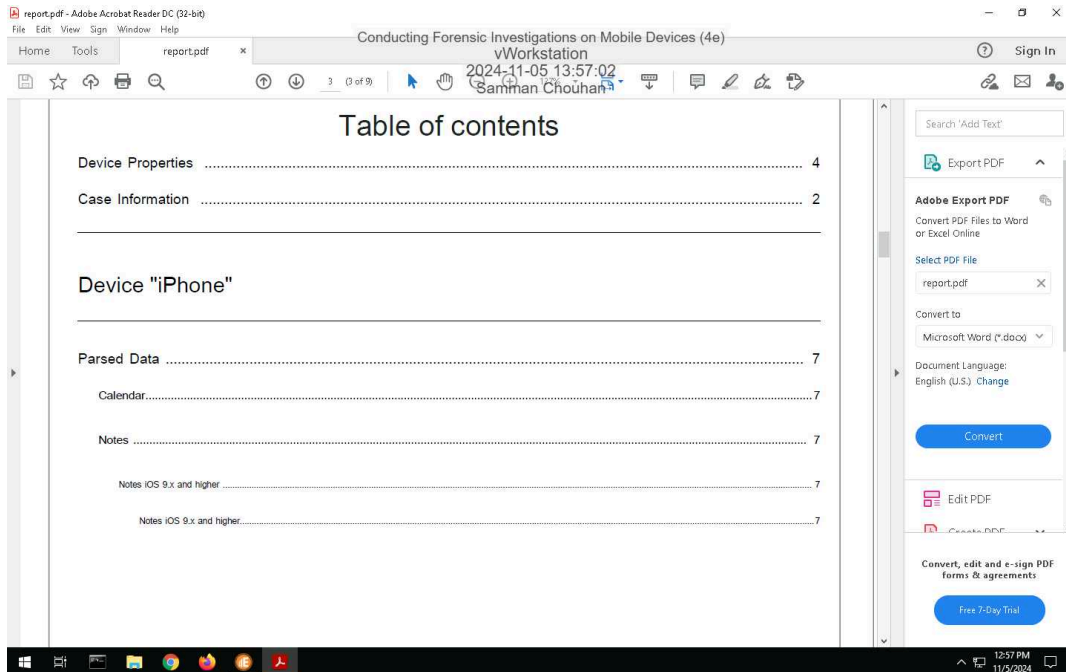 report.pdf - Adobe Acrobat Reader DC (32-bit)
File Edit View Sign Window Help
Conducting Forensic Investigations on Mobile Devices (4e)
vWorkstation
2024-11-05 13:57:02
Samman Chouhan
Home Tools report.pdf × Sign In
3 (3 of 9)
Table of contents
Device Properties 4
Case Information 2
Device "iPhone"
Parsed Data 7
Calendar 7
Notes 7
Notes iOS 9.x and higher 7
Notes iOS 9.x and higher 7
Search 'Add Text'
Export PDF
Adobe Export PDF
Convert PDF Files to Word
or Excel Online
Select PDF File
report.pdf
Convert to
Microsoft Word (*.docx)
Document Language:
English (U.S.) Change
Convert
Edit PDF
Create PDF
Convert, edit and e-sign PDF
forms & agreements
Free 7-Day Trial
12:57 PM
11/5/2024